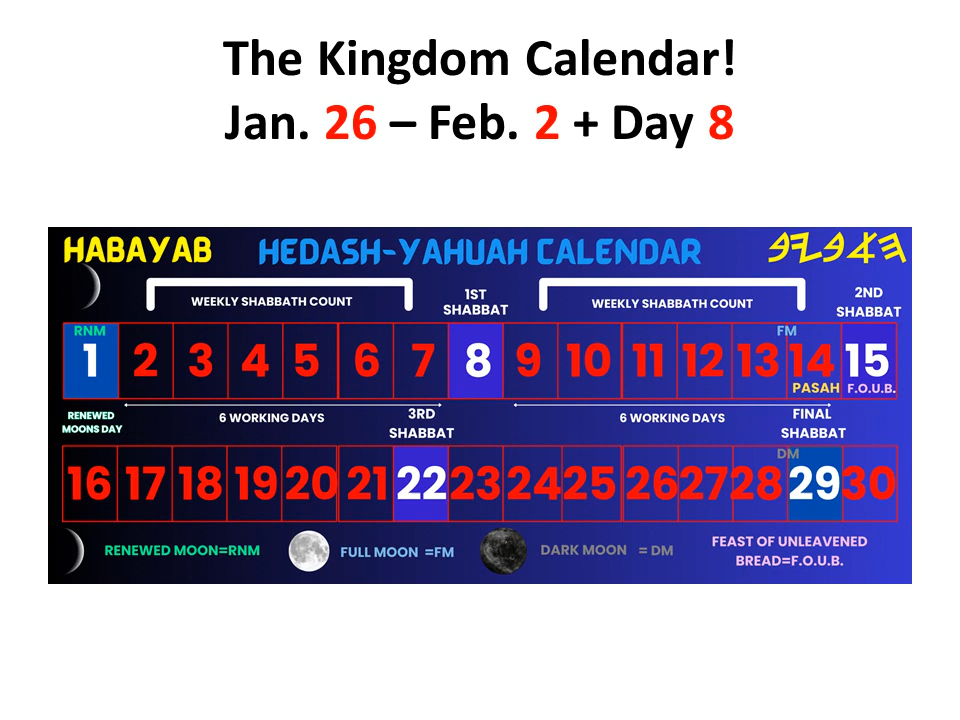 The Kingdom Calendar!
Jan. 26 – Feb. 2 + Day 8
HABAYAB HEDASH-YAHUAH CALENDAR 𐤄𐤀𐤁𐤉𐤁
WEEKLY SHABBATH COUNT
1ST
SHABBAT
WEEKLY SHABBATH COUNT
2ND
SHABBAT
RNM FM
1 2 3 4 5 6 7 8 9 10 11 12 13 14 15
PASAH F.O.U.B.
RENEWED
MOONS DAY
6 WORKING DAYS
3RD
SHABBAT
6 WORKING DAYS
FINAL
SHABBAT
DM
16 17 18 19 20 21 22 23 24 25 26 27 28 29 30
RENEWED MOON=RNM
FULL MOON =FM
DARK MOON = DM
FEAST OF UNLEAVENED
BREAD=F.O.U.B.